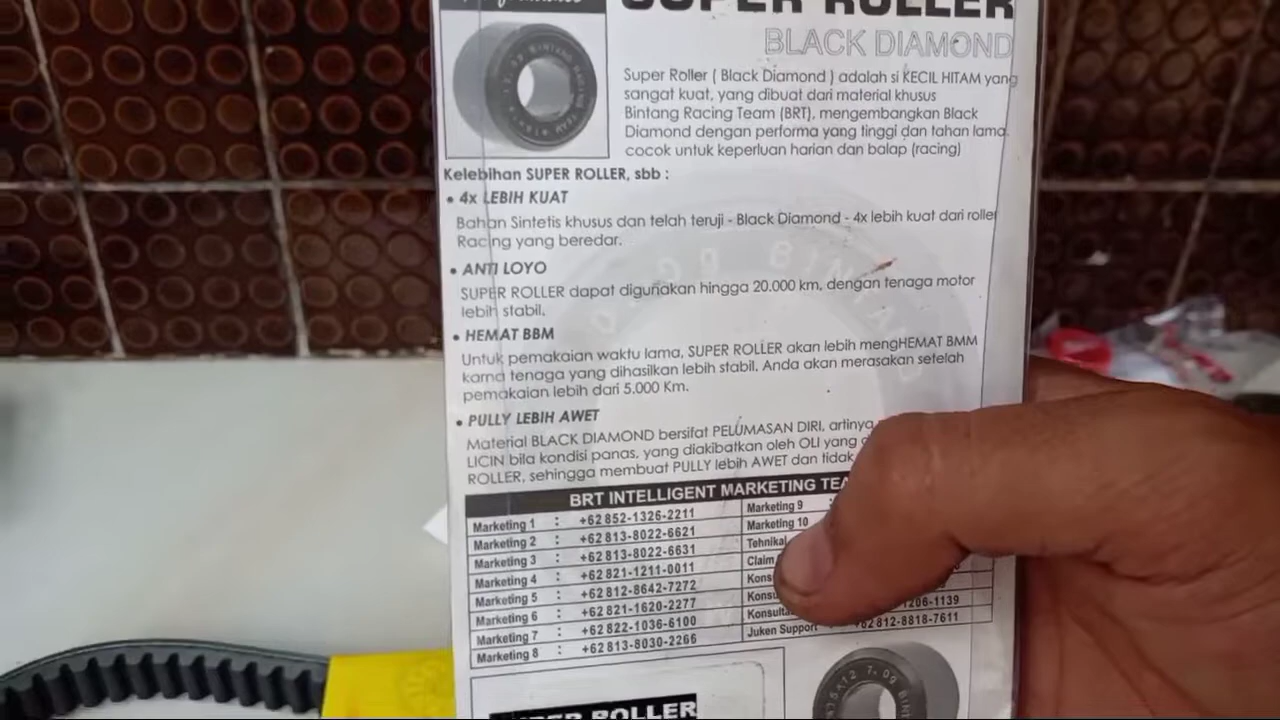 SUPER ROLLER
BLACK DIAMOND
Super Roller ( Black Diamond ) adalah si KECIL HITAM yang
sangat kuat, yang dibuat dari material khusus
Bintang Racing Team (BRT), mengembangkan Black
Diamond dengan performa yang tinggi dan tahan lama,
cocok untuk keperluan harian dan balap (racing)
Kelebihan SUPER ROLLER, sbb :
• 4x LEBIH KUAT
Bahan Sintetis khusus dan telah teruji - Black Diamond - 4x lebih kuat dari roller
Racing yang beredar.
• ANTI LOYO
SUPER ROLLER dapat digunakan hingga 20.000 km, dengan tenaga motor
lebih stabil.
• HEMAT BBM
Untuk pemakaian waktu lama, SUPER ROLLER akan lebih mengHEMAT BMM
karna tenaga yang dihasilkan lebih stabil. Anda akan merasakan setelah
pemakaian lebih dari 5.000 Km.
• PULLY LEBIH AWET
Material BLACK DIAMOND bersifat PELUMASAN DIRI, artinya
LICIN bila kondisi panas, yang diakibatkan oleh OLI yang
ROLLER, sehingga membuat PULLY lebih AWET dan tidak
BRT INTELLIGENT MARKETING
Marketing 1 : +62 852-1326-2211
Marketing 2 : +62 813-8022-6621
Marketing 3 : +62 813-8022-6631
Marketing 4 : +62 821-1211-0011
Marketing 5 : +62 812-8642-7272
Marketing 6 : +62 821-1620-2277
Marketing 7 : +62 822-1036-6100
Marketing 8 : +62 813-8030-2266
Marketing 9 :
Marketing 10
Claim
1206-1139
Juken Support +62 812-8818-7611
SUPER ROLLER